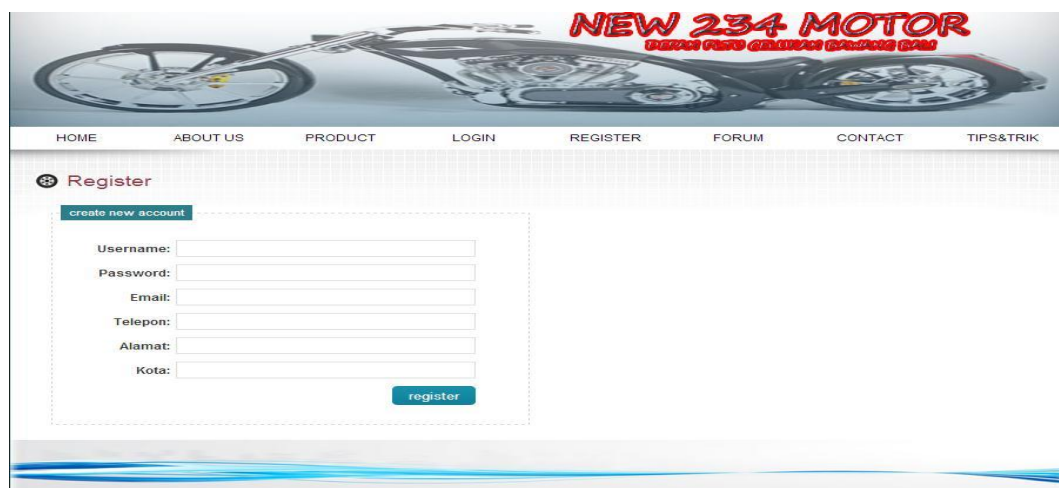 NEW 234 MOTOR
HOME ABOUT US PRODUCT LOGIN REGISTER FORUM CONTACT TIPS&TRIK
Register
create new account
Username:
Password:
Email:
Telepon:
Alamat:
Kota:
register